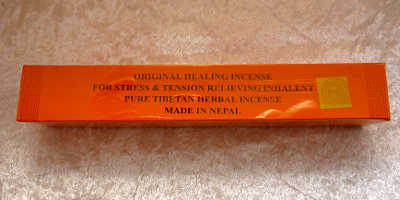 ORIGINAL HEALING INCENSE
FOR STRESS & TENSION RELIEVING INHALENT
PURE TIBETAN HERBAL INCENSE
MADE IN NEPAL